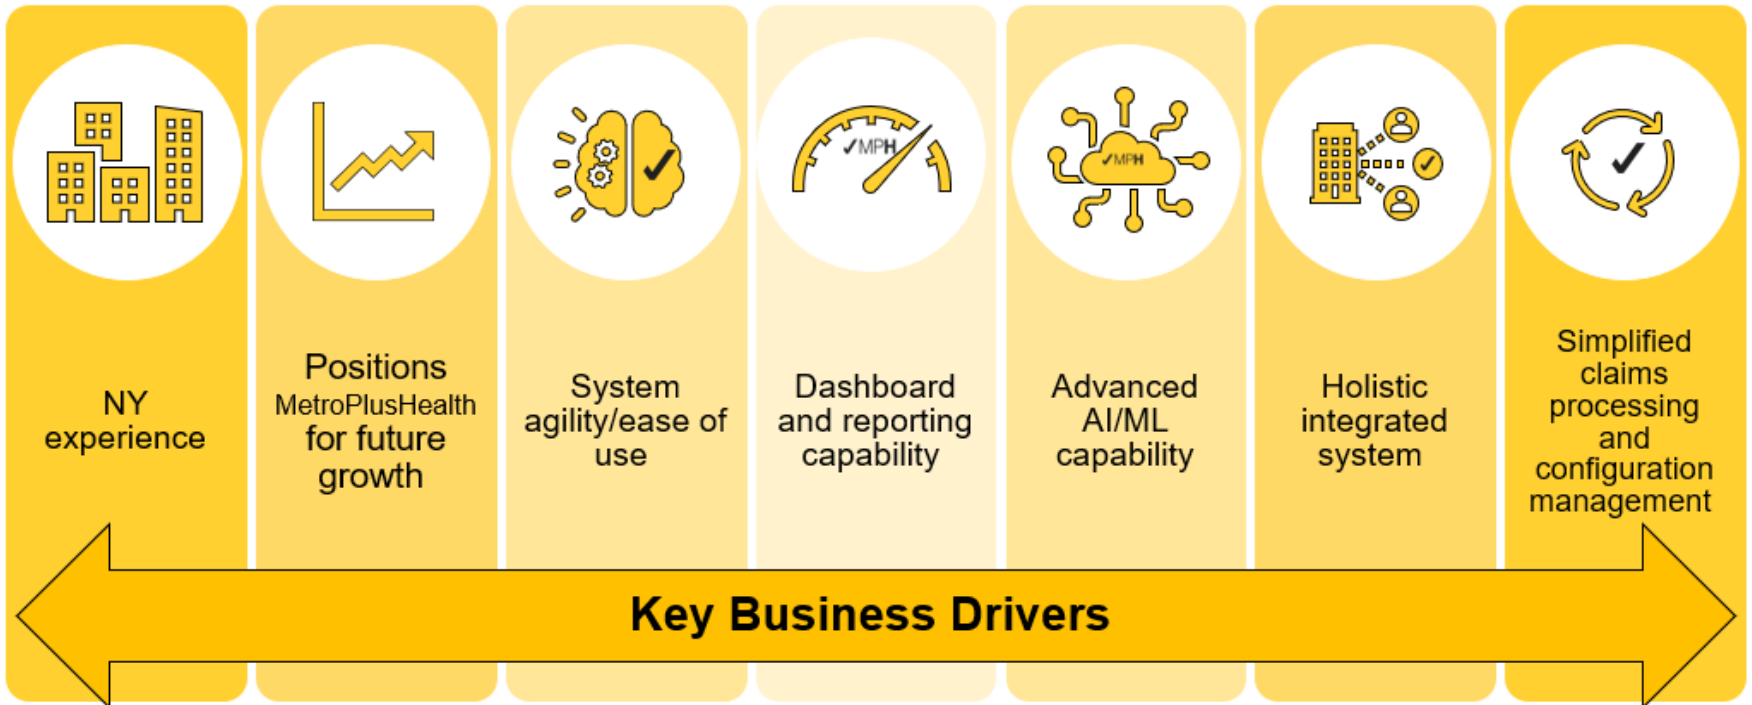 ✓MPH
✓MPH
NY
experience
Positions
MetroPlusHealth
for future
growth
System
agility/ease of
use
Dashboard
and reporting
capability
Advanced
AI/ML
capability
Holistic
integrated
system
Simplified
claims
processing
and
configuration
management
Key Business Drivers